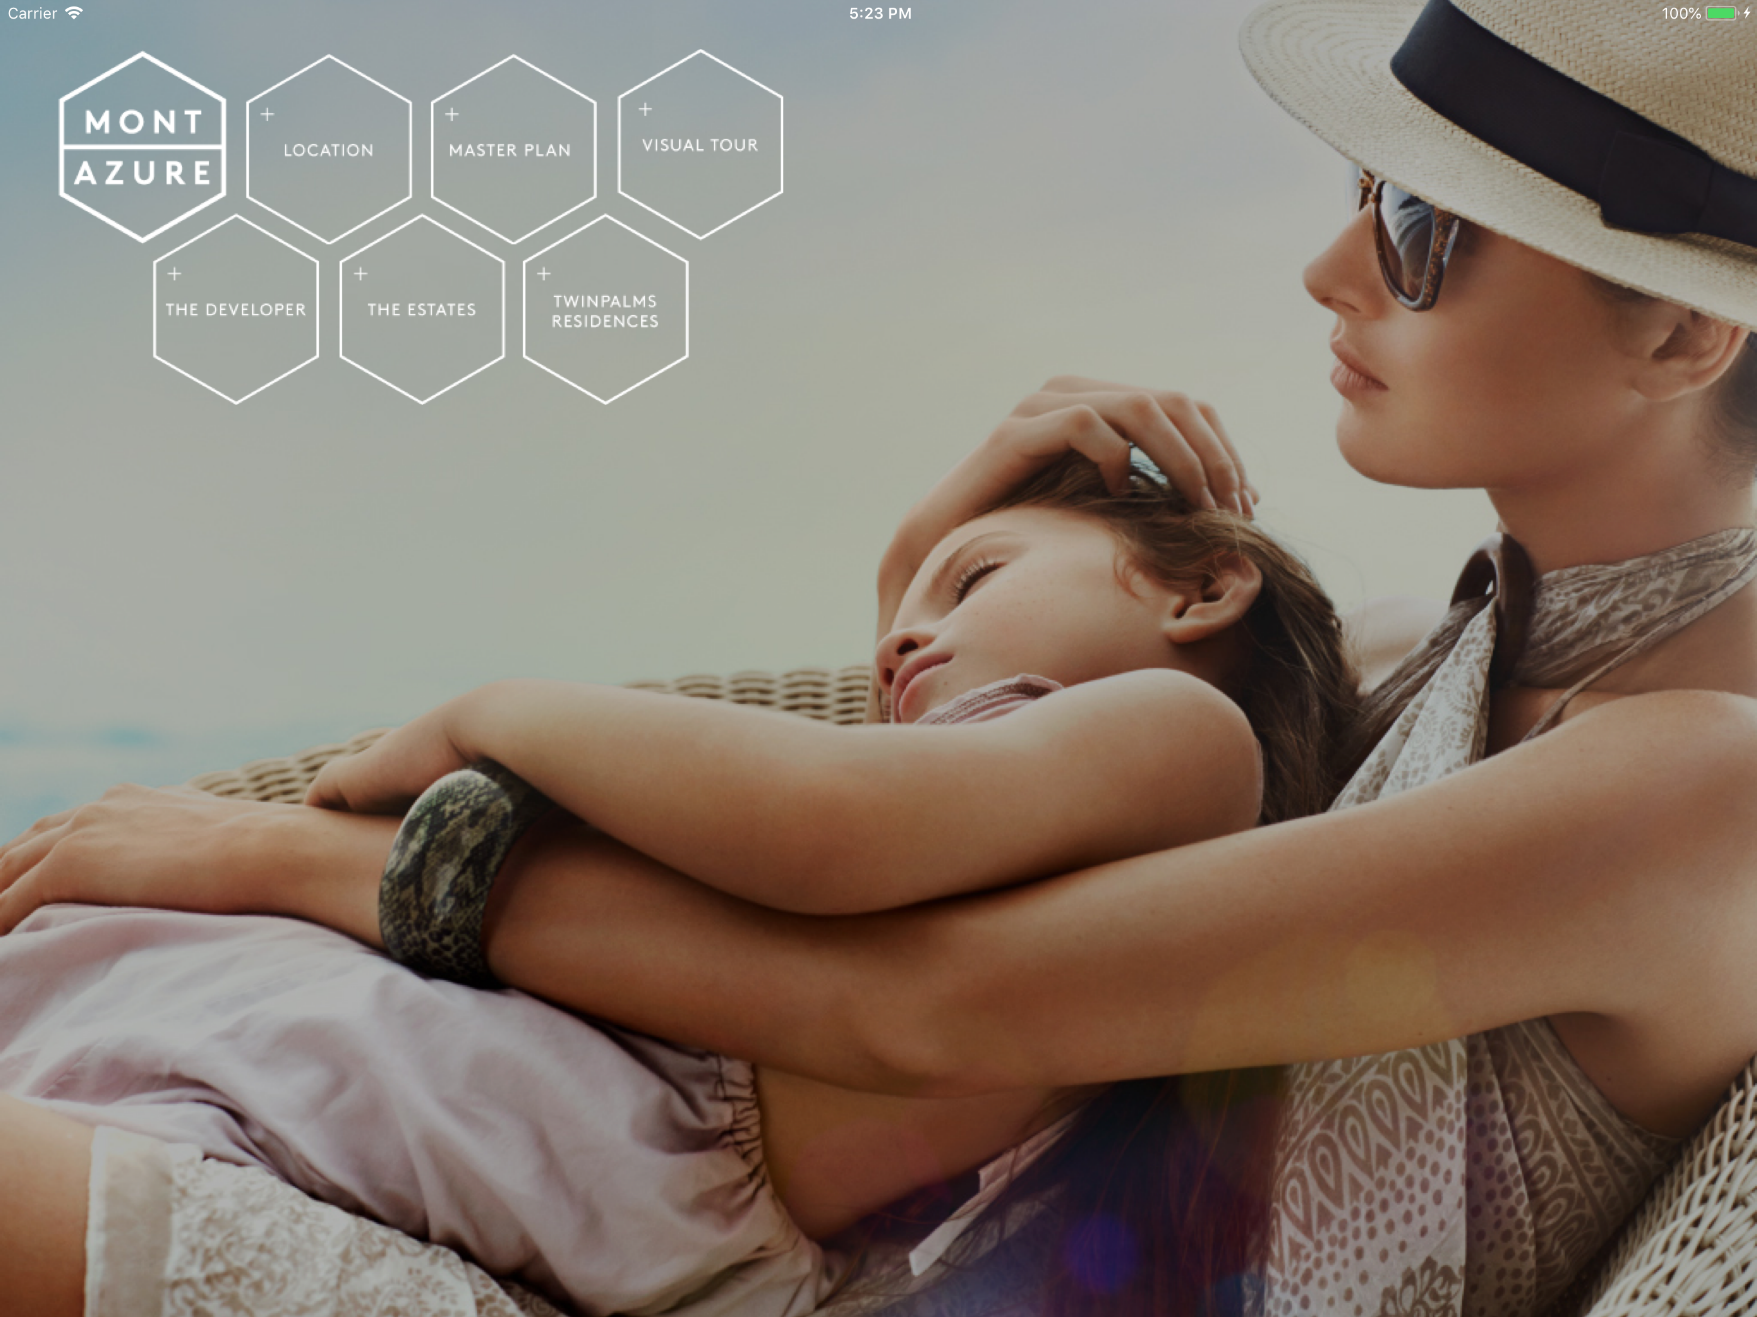 Carrier 5:23 PM 100%
MONT
AZURE
+
LOCATION
+
MASTER PLAN
+
VISUAL TOUR
+
THE DEVELOPER
+
THE ESTATES
+
TWINPALMS
RESIDENCES